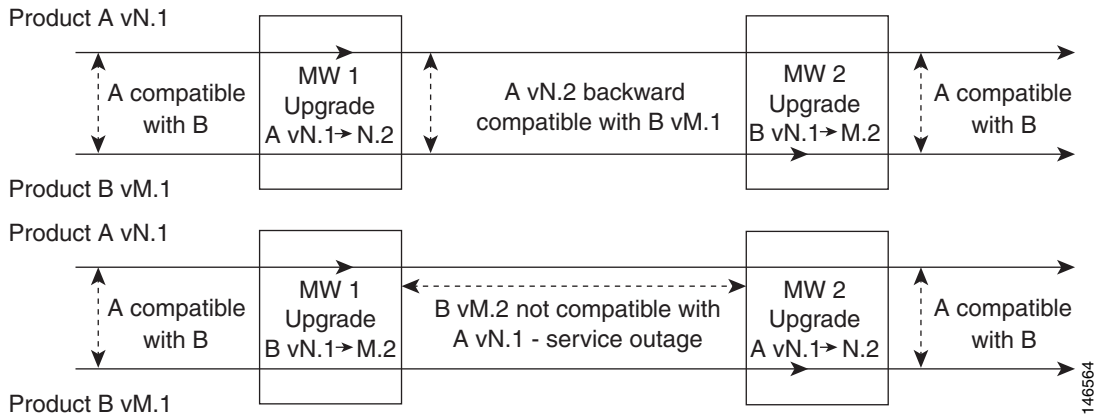 Product A vN.1
A compatible
with B
MW 1
Upgrade
A vN.1→ N.2
A vN.2 backward
compatible with B vM.1
MW 2
Upgrade
B vN.1→ M.2
A compatible
with B
Product B vM.1
Product A vN.1
A compatible
with B
MW 1
Upgrade
B vN.1→ M.2
B vM.2 not compatible with
A vN.1 - service outage
MW 2
Upgrade
A vN.1→ N.2
A compatible
with B
Product B vM.1
146564